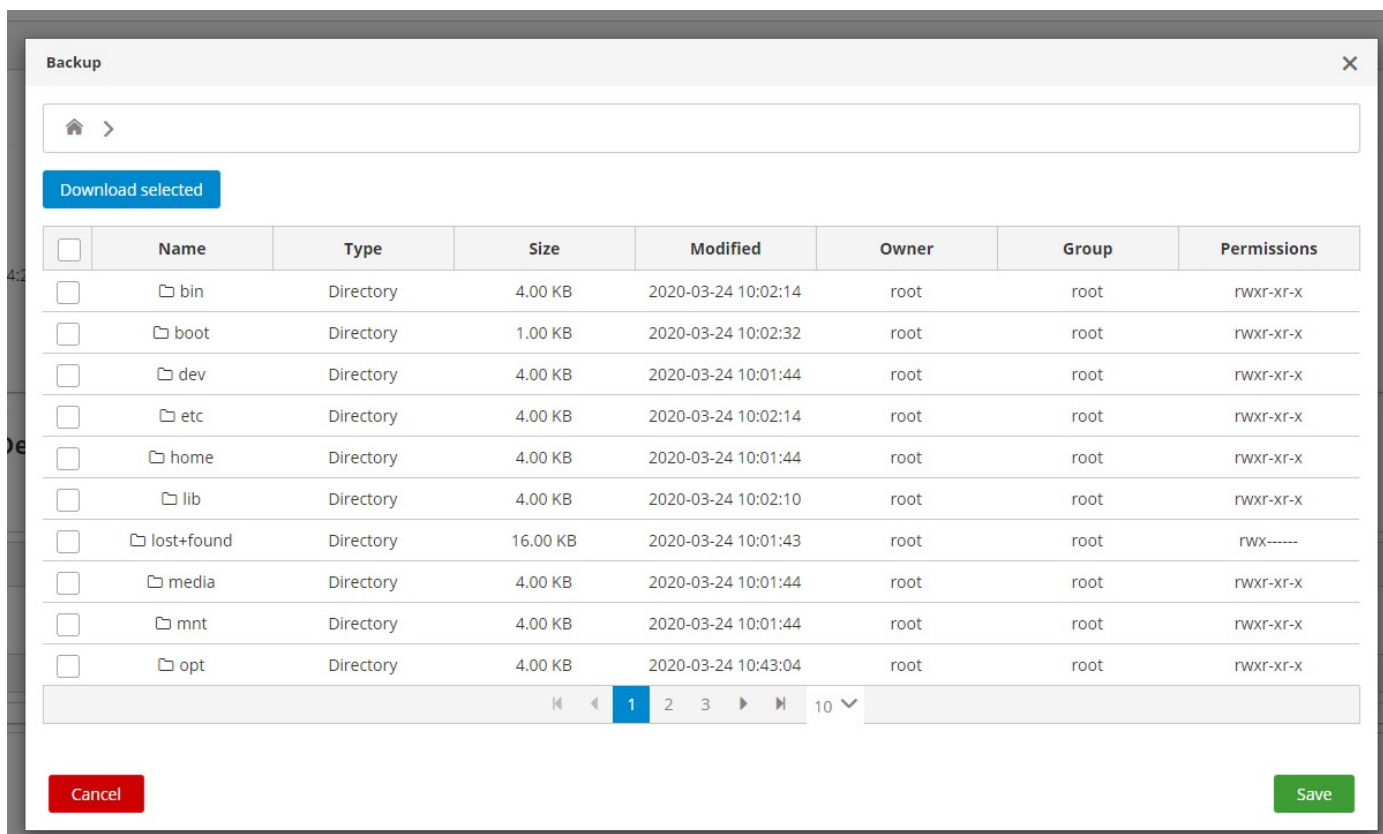 Backup
Download selected
Name Type Size Modified Owner Group Permissions
4:2
bin Directory 4.00 KB 2020-03-24 10:02:14 root root rwxr-xr-x
boot Directory 1.00 KB 2020-03-24 10:02:32 root root rwxr-xr-x
dev Directory 4.00 KB 2020-03-24 10:01:44 root root rwxr-xr-x
etc Directory 4.00 KB 2020-03-24 10:02:14 root root rwxr-xr-x
De
home Directory 4.00 KB 2020-03-24 10:01:44 root root rwxr-xr-x
lib Directory 4.00 KB 2020-03-24 10:02:10 root root rwxr-xr-x
lost+found Directory 16.00 KB 2020-03-24 10:01:43 root root rwx------
media Directory 4.00 KB 2020-03-24 10:01:44 root root rwxr-xr-x
mnt Directory 4.00 KB 2020-03-24 10:01:44 root root rwxr-xr-x
opt Directory 4.00 KB 2020-03-24 10:43:04 root root rwxr-xr-x
1 2 3 10
Cancel Save